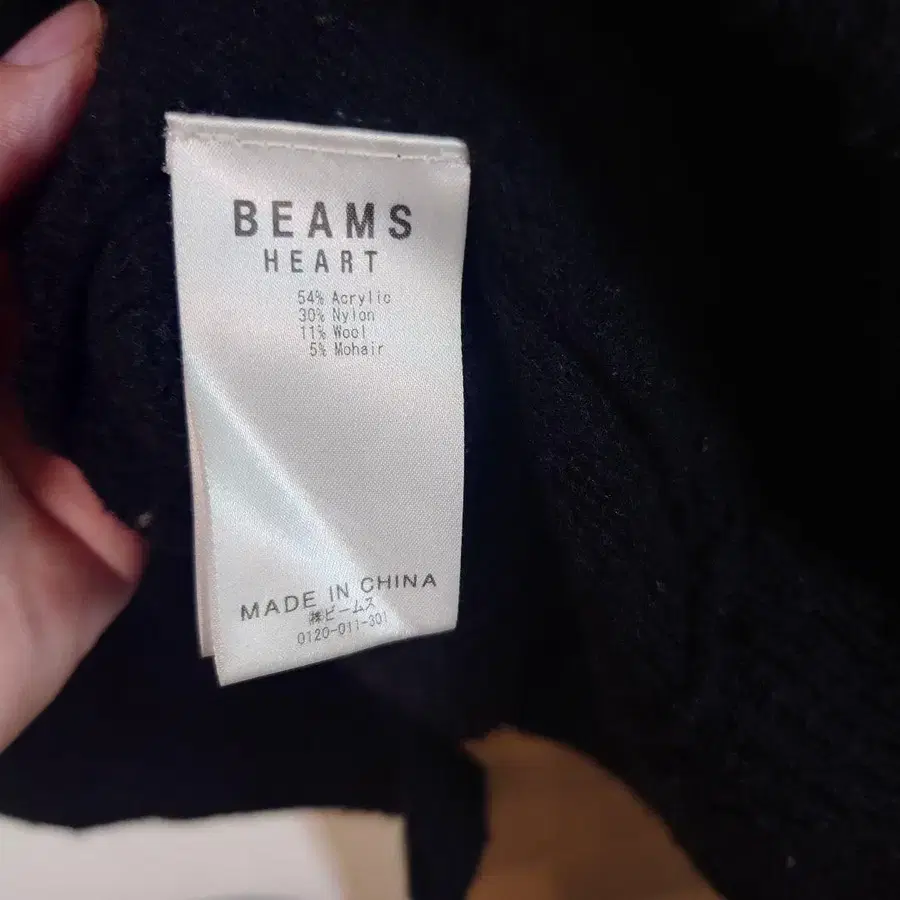 BEAMS
HEART
54% Acrylic
30% Nylon
11% Wool
5% Mohair
MADE IN CHINA
㈱ビームス
0120-011-301